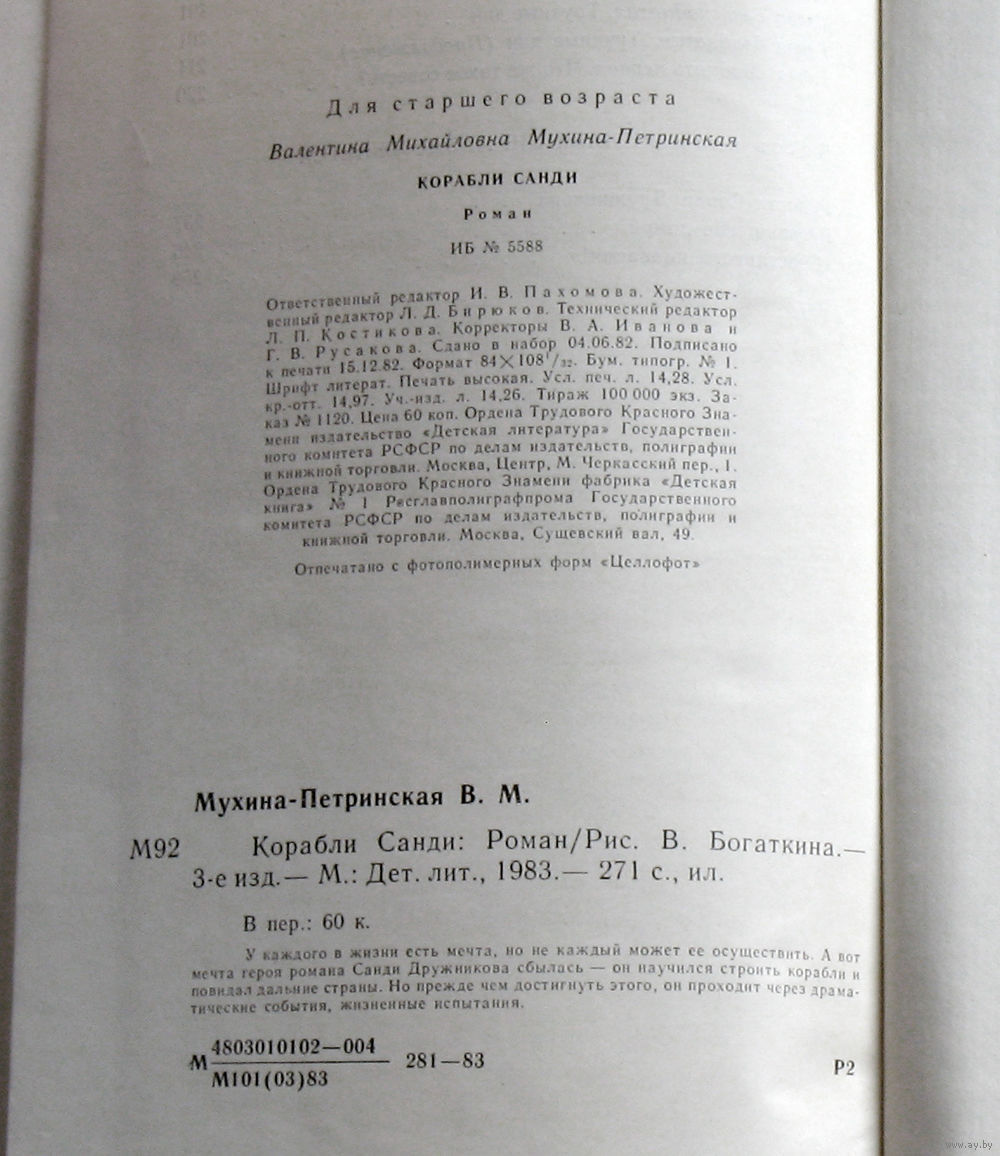 Для старшего возраста
Валентина Михайловна Мухина-Петринская
КОРАБЛИ САНДИ
Роман
ИБ № 5588
Ответственный редактор И. В. Пахомова. Художест-
венный редактор Л. Д. Бирюков. Технический редактор
Л. П. Костикова. Корректоры В. А. Иванова и
Г. В. Русакова. Сдано в набор 04.06.82. Подписано
к печати 15.12.82. Формат 84×108¹/₃₂. Бум. типогр. № 1.
Шрифт литерат. Печать высокая. Усл. печ. л. 14,28. Усл.
кр.-отт. 14,97. Уч.-изд. л. 14,26. Тираж 100 000 экз. За-
каз № 1120. Цена 60 коп. Ордена Трудового Красного Зна-
мени издательство «Детская литература» Государствен-
ного комитета РСФСР по делам издательств, полиграфии
и книжной торговли. Москва, Центр, М. Черкасский пер., 1.
Ордена Трудового Красного Знамени фабрика «Детская
книга» № 1 Росглавполиграфпрома Государственного
комитета РСФСР по делам издательств, полиграфии и
книжной торговли. Москва, Сущевский вал, 49.
Отпечатано с фотополимерных форм «Целлофот»
Мухина-Петринская В. М.
М92 Корабли Санди: Роман/Рис. В. Богаткина.—
3-е изд.— М.: Дет. лит., 1983.— 271 с., ил.
В пер.: 60 к.
У каждого в жизни есть мечта, но не каждый может ее осуществить. А вот
мечта героя романа Санди Дружникова сбылась — он научился строить корабли и
повидал дальние страны. Но прежде чем достигнуть этого, он проходит через драма-
тические события, жизненные испытания.
М 4803010102—004 281—83
М101(03)83
Р2
www.ay.by